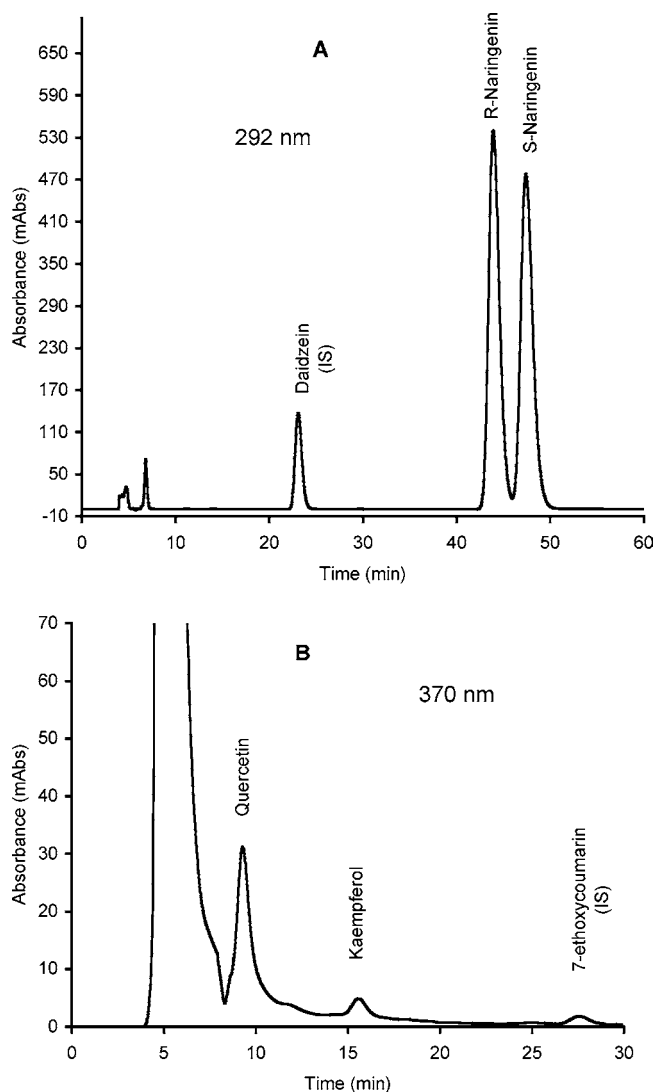 A
292 nm
Absorbance (mAbs)
650
590
530
470
410
350
290
230
170
110
50
-10
Daidzein
(IS)
R-Naringenin
S-Naringenin
0 10 20 30 40 50 60
Time (min)
B
370 nm
Absorbance (mAbs)
70
60
50
40
30
20
10
0
Quercetin
Kaempferol
7-ethoxycoumarin
(IS)
0 5 10 15 20 25 30
Time (min)